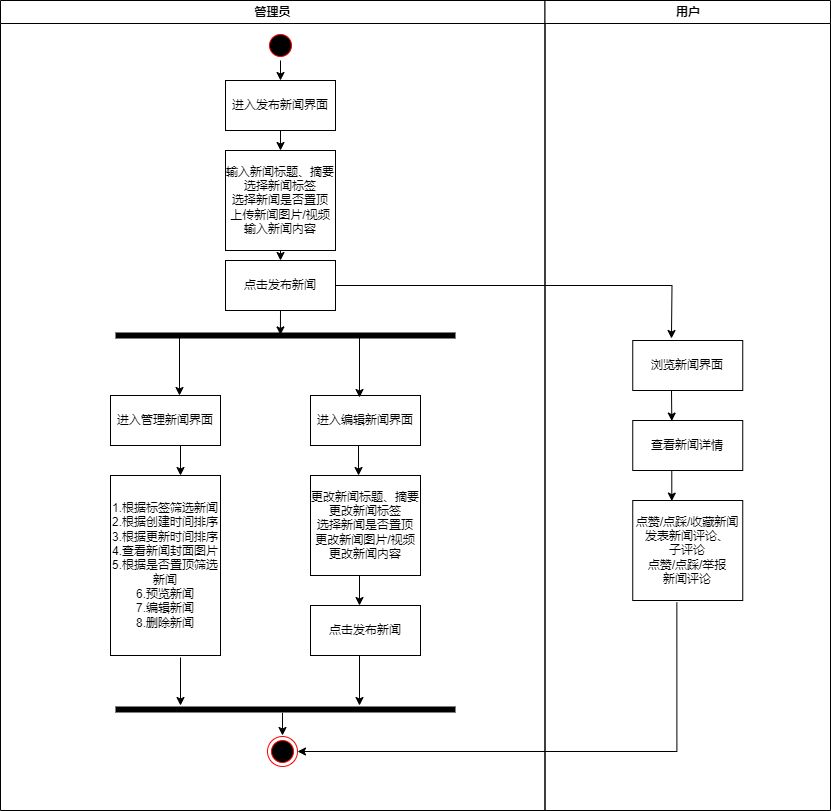 管理员
用户
进入发布新闻界面
输入新闻标题、摘要
选择新闻标签
选择新闻是否置顶
上传新闻图片/视频
输入新闻内容
点击发布新闻
进入管理新闻界面
1.根据标签筛选新闻
2.根据创建时间排序
3.根据更新时间排序
4.查看新闻封面图片
5.根据是否置顶筛选
新闻
6.预览新闻
7.编辑新闻
8.删除新闻
进入编辑新闻界面
更改新闻标题、摘要
更改新闻标签
选择新闻是否置顶
更改新闻图片/视频
更改新闻内容
点击发布新闻
浏览新闻界面
查看新闻详情
点赞/点踩/收藏新闻
发表新闻评论、
子评论
点赞/点踩/举报
新闻评论